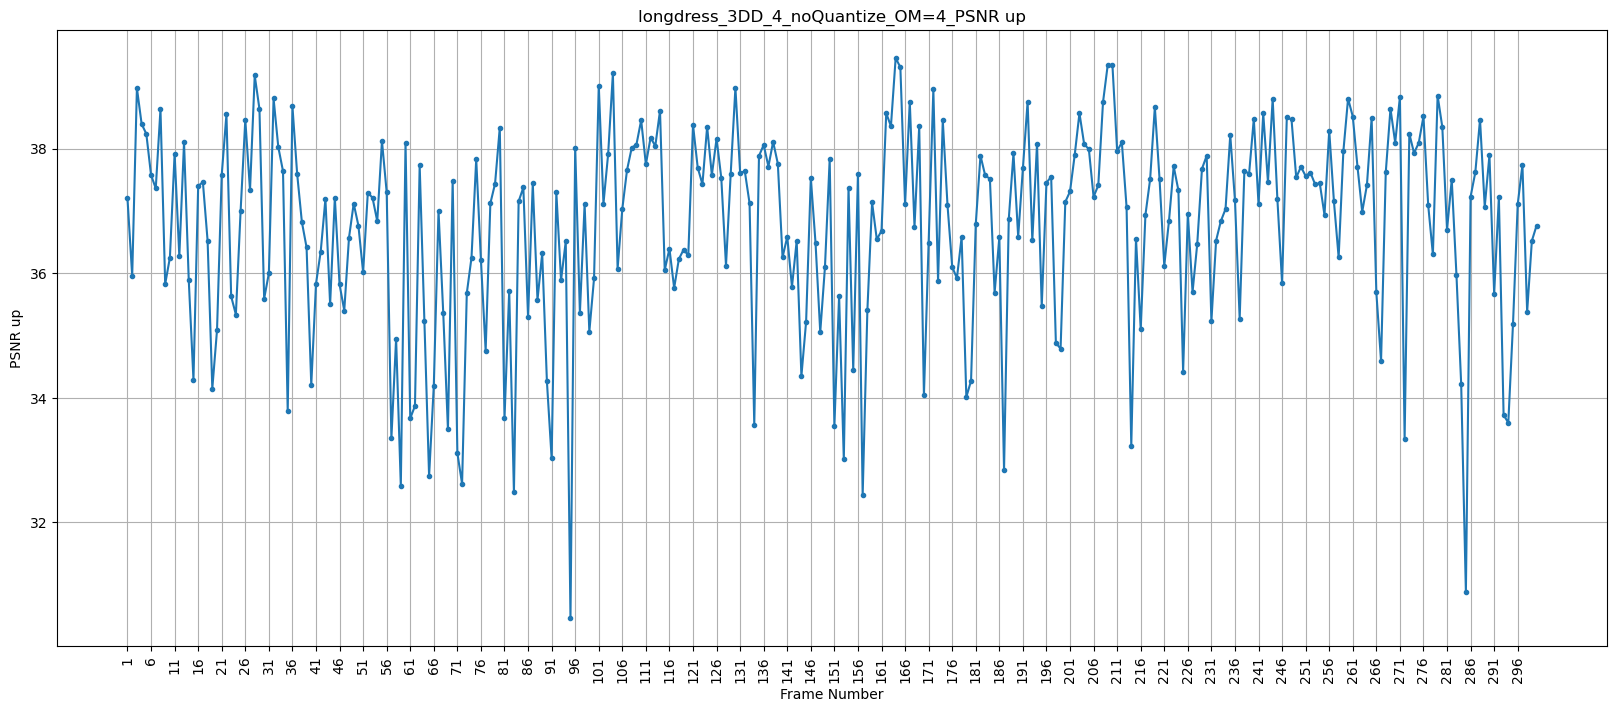 longdress_3DD_4_noQuantize_OM=4_PSNR up
PSNR up
38
36
34
32
1 6 11 16 21 26 31 36 41 46 51 56 61 66 71 76 81 86 91 96 101 106 111 116 121 126 131 136 141 146 151 156 161 166 171 176 181 186 191 196 201 206 211 216 221 226 231 236 241 246 251 256 261 266 271 276 281 286 291 296
Frame Number